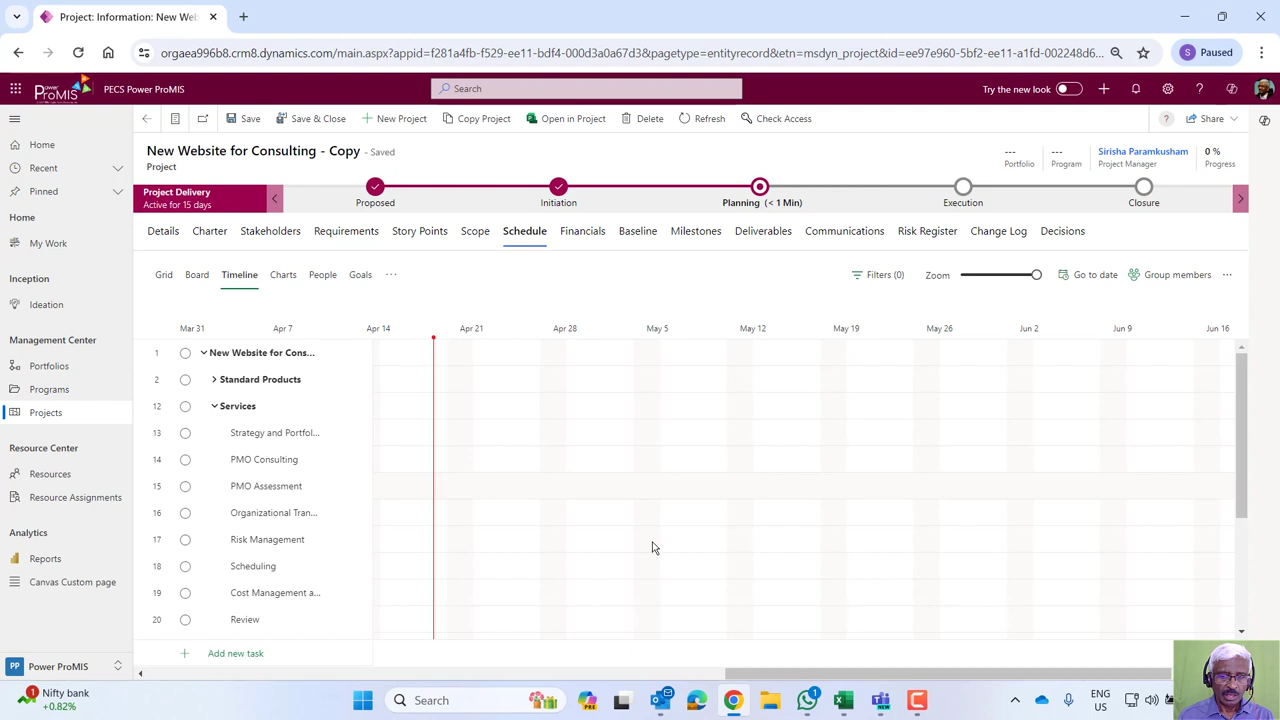 Project: Information: New Web
orgaea996b8.crm8.dynamics.com/main.aspx?appid=f281a4fb-f529-ee11-bdf4-000d3a0a67d3&pagetype=entityrecord&etn=msdyn_project&id=ee97e960-5bf2-ee11-a1fd-002248d6...
S Paused
Power ProMIS PECS Power ProMIS
Search
Try the new look
Save
Save & Close
New Project
Copy Project
Open in Project
Delete
Refresh
Check Access
Share
New Website for Consulting - Copy - Saved
Project
---
Portfolio
---
Program
Sirisha Paramkusham
Project Manager
0 %
Progress
Project Delivery
Active for 15 days
Proposed
Initiation
Planning (< 1 Min)
Execution
Closure
Details Charter Stakeholders Requirements Story Points Scope Schedule Financials Baseline Milestones Deliverables Communications Risk Register Change Log Decisions
Grid Board Timeline Charts People Goals ...
Filters (0) Zoom Go to date Group members ...
Mar 31 Apr 7 Apr 14 Apr 21 Apr 28 May 5 May 12 May 19 May 26 Jun 2 Jun 9 Jun 16
1 New Website for Cons...
2 Standard Products
12 Services
13 Strategy and Portfol...
14 PMO Consulting
15 PMO Assessment
16 Organizational Tran...
17 Risk Management
18 Scheduling
19 Cost Management a...
20 Review
Add new task
Home
Recent
Pinned
Home
My Work
Inception
Ideation
Management Center
Portfolios
Programs
Projects
Resource Center
Resources
Resource Assignments
Analytics
Reports
Canvas Custom page
PP Power ProMIS
1
Nifty bank
+0.82%
Search
PRE
1
ENG
US